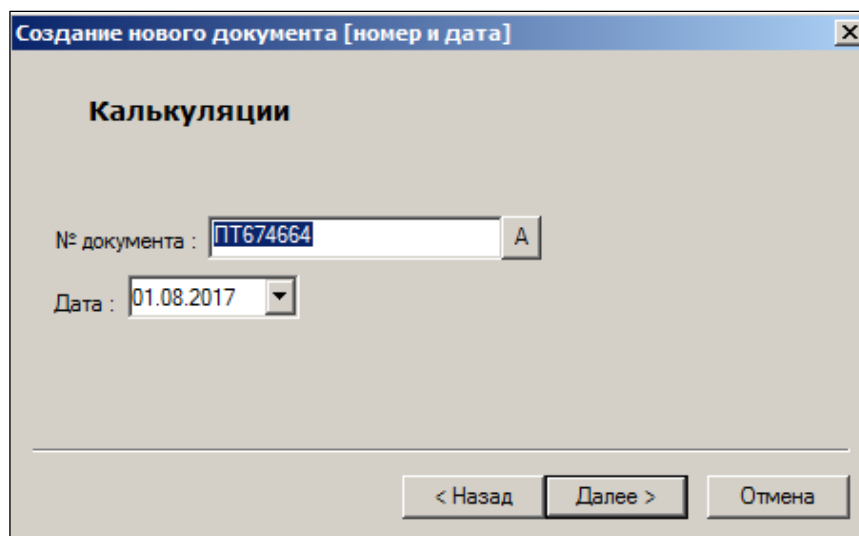 Создание нового документа [номер и дата]
Калькуляции
№ документа : ПТ674664 А
Дата : 01.08.2017
< Назад Далее > Отмена